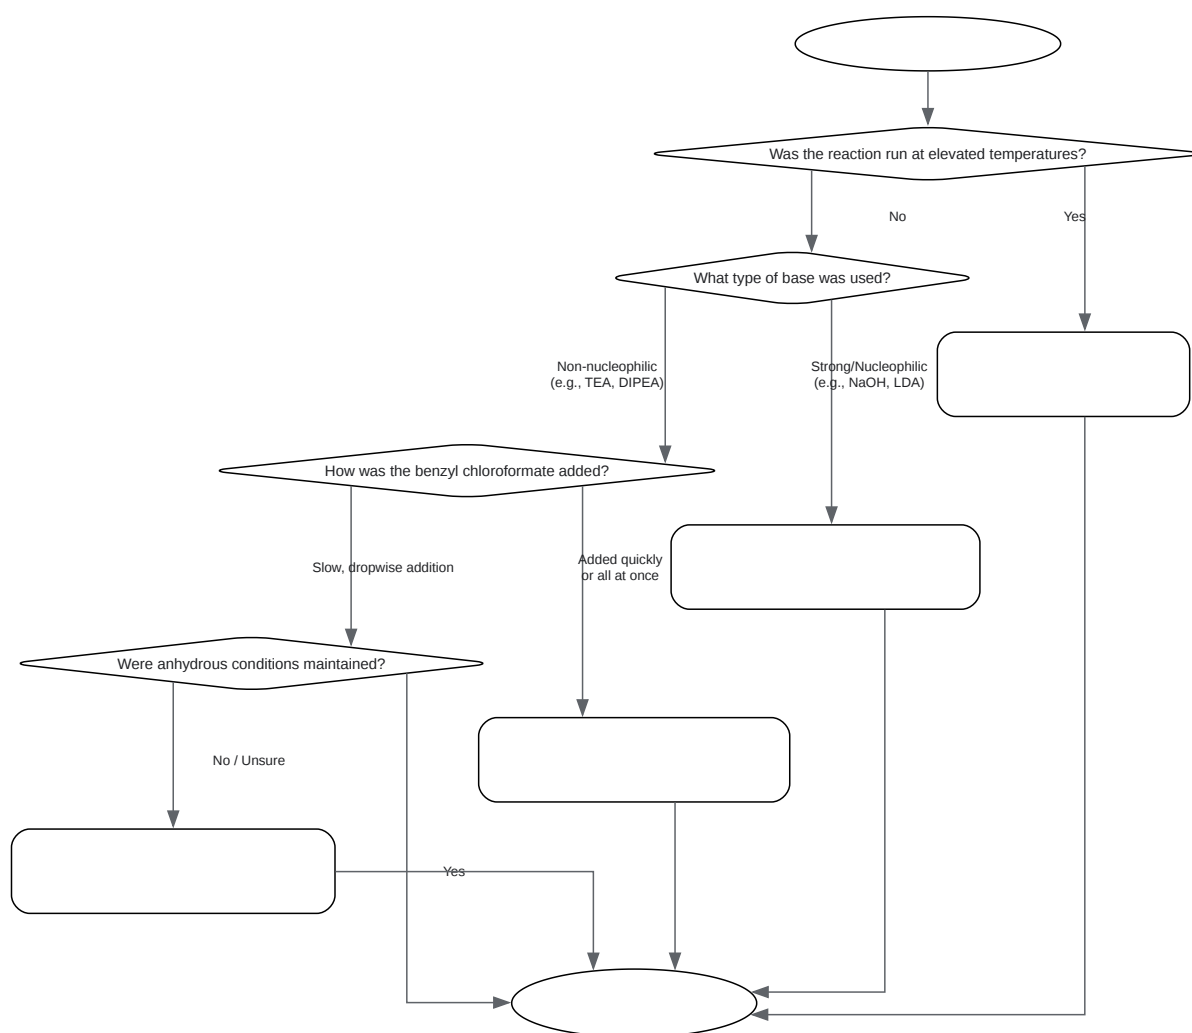 Was the reaction run at elevated temperatures?
No
Yes
What type of base was used?
Non-nucleophilic
(e.g., TEA, DIPEA)
Strong/Nucleophilic
(e.g., NaOH, LDA)
How was the benzyl chloroformate added?
Slow, dropwise addition
Added quickly
or all at once
Were anhydrous conditions maintained?
No / Unsure
Yes